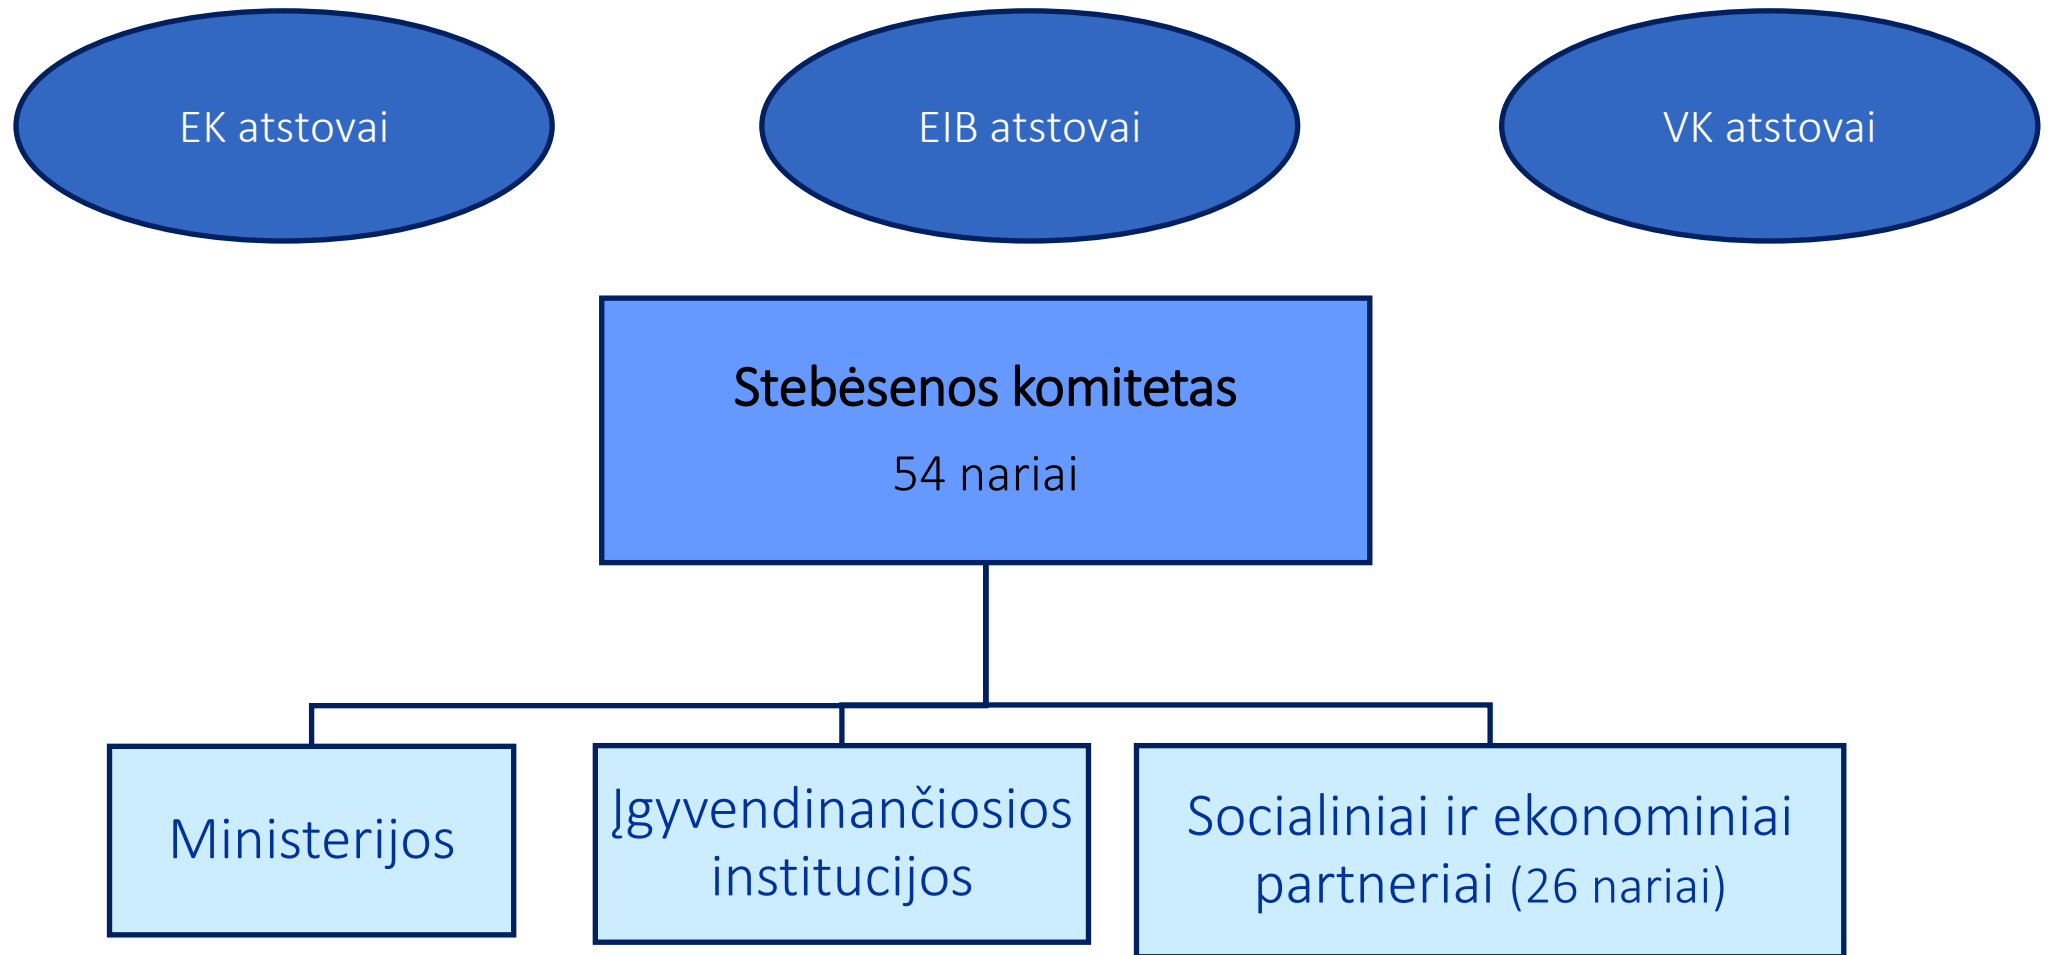 EK atstovai
EIB atstovai
VK atstovai
Stebėsenos komitetas
54 nariai
Ministerijos
Įgyvendinančiosios
institucijos
Socialiniai ir ekonominiai
partneriai (26 nariai)